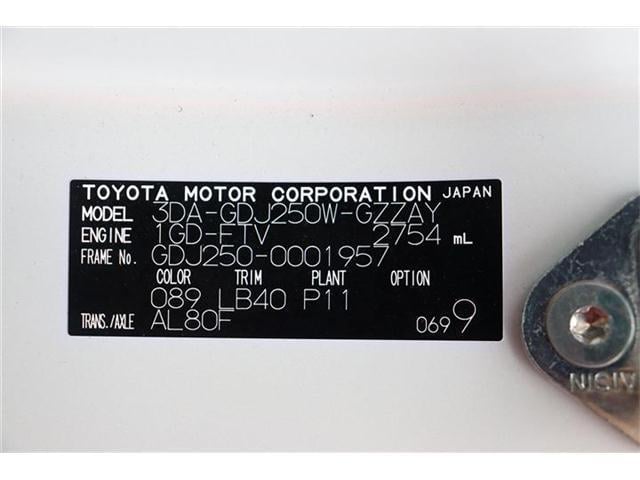 TOYOTA MOTOR CORPORATION JAPAN
MODEL 3DA-GDJ250W-GZZAY
ENGINE 1GD-FTV 2754 mL
FRAME No. GDJ250-0001957
COLOR TRIM PLANT OPTION
089 LB40 P11
TRANS./AXLE AL80F 0699
AISIN